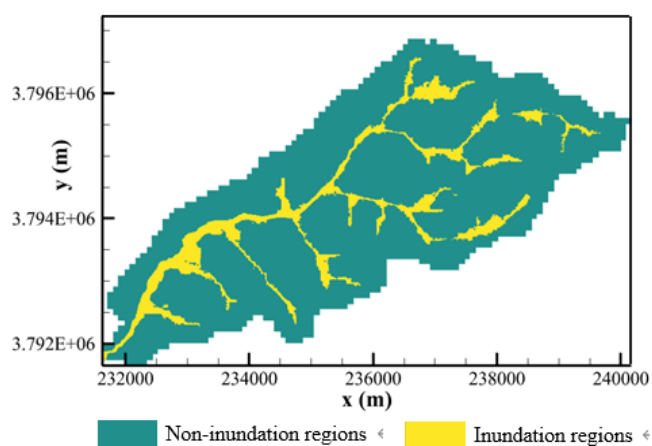 3.796E+06
y (m)
3.794E+06
3.792E+06
232000 234000 236000 238000 240000
x (m)
Non-inundation regions ↵ Inundation regions ↵